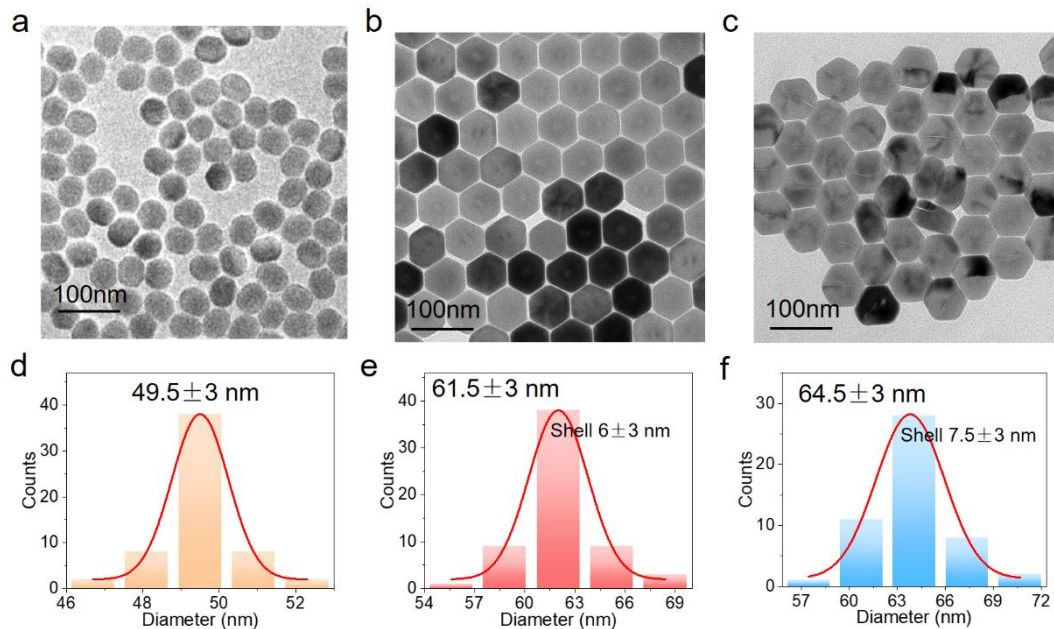 a
b
c
100nm
100nm
100nm
d
e
f
49.5±3 nm
61.5±3 nm
Shell 6±3 nm
64.5±3 nm
Shell 7.5±3 nm
Counts
40
30
20
10
0
46 48 50 52
Diameter (nm)
Counts
40
30
20
10
0
54 57 60 63 66 69
Diameter (nm)
Counts
30
20
10
0
57 60 63 66 69 72
Diameter (nm)